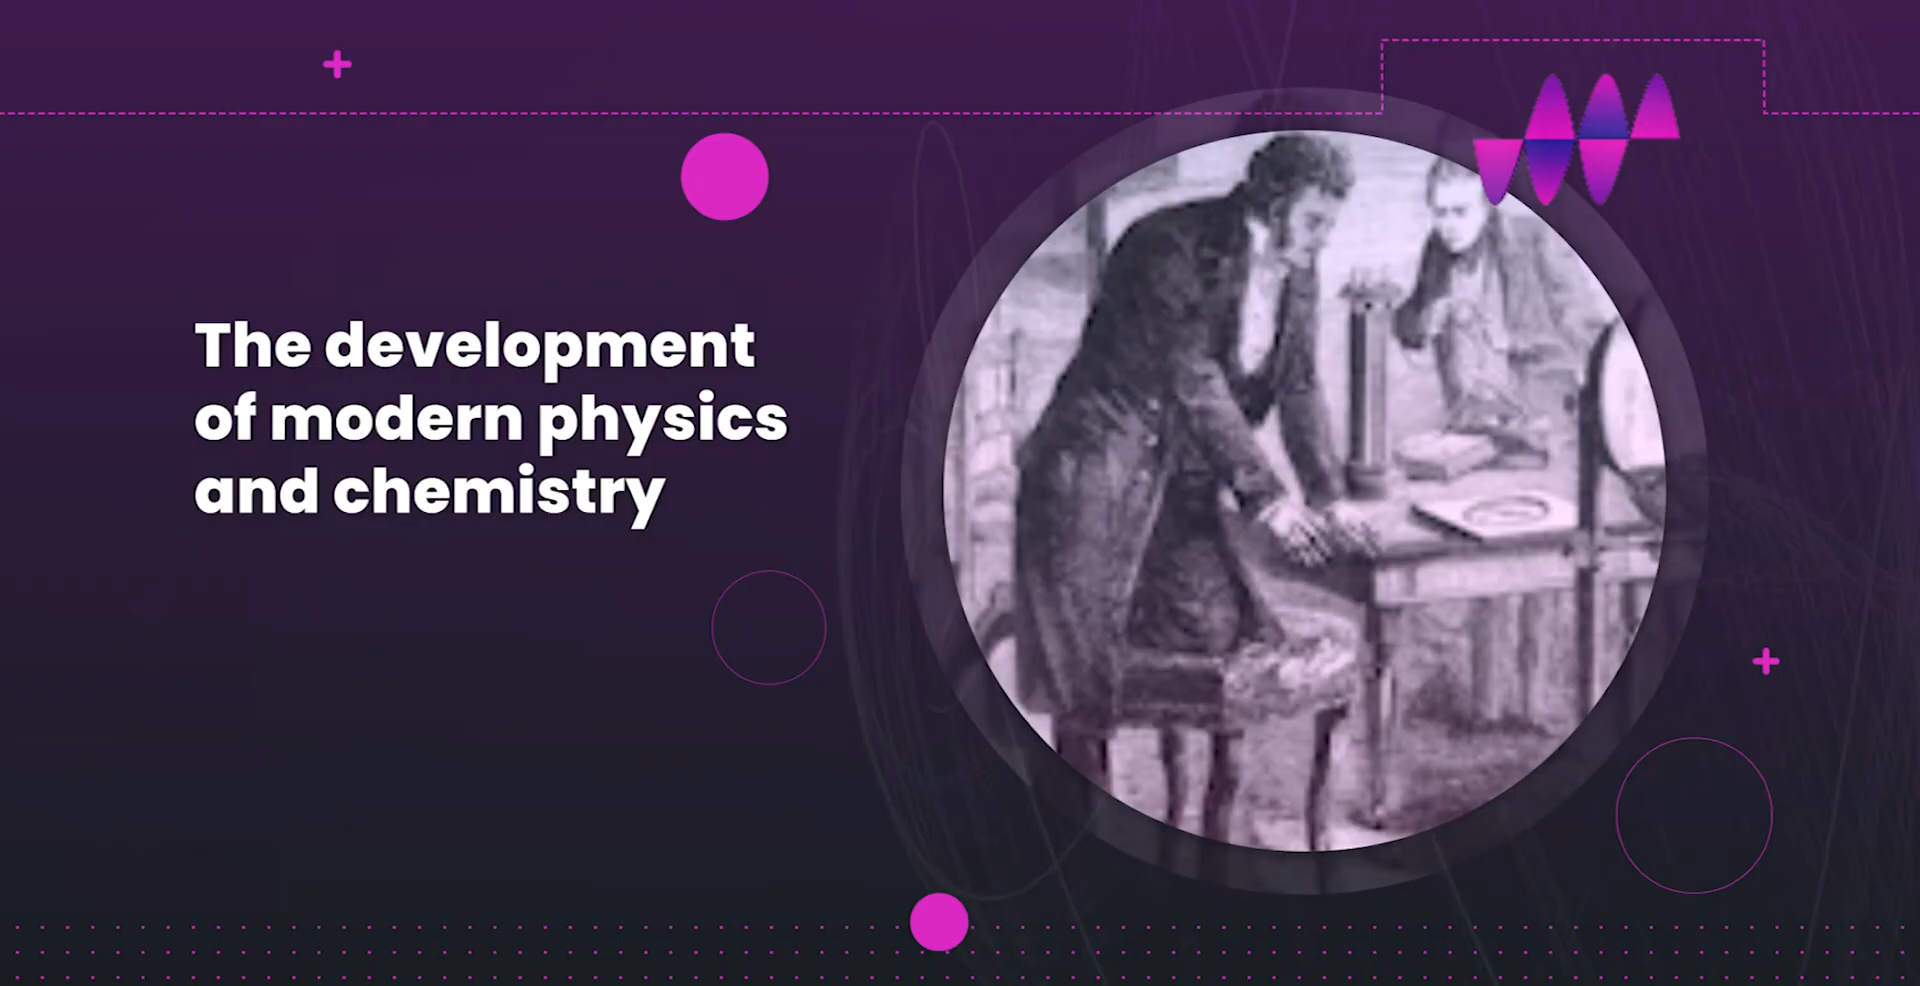 The development
of modern physics
and chemistry